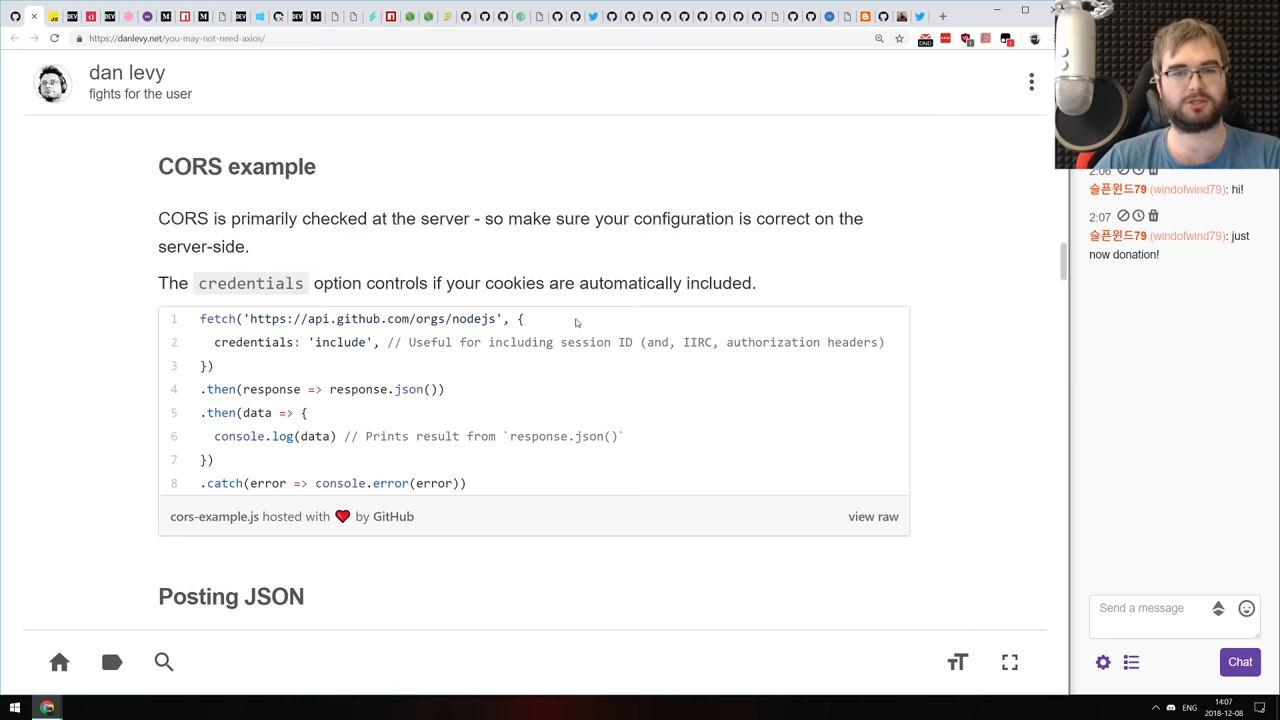 https://danlevy.net/you-may-not-need-axios/
DND
1
1
dan levy
fights for the user
CORS example
CORS is primarily checked at the server - so make sure your configuration is correct on the
server-side.
The credentials option controls if your cookies are automatically included.
1 fetch('https://api.github.com/orgs/nodejs', {
2 credentials: 'include', // Useful for including session ID (and, IIRC, authorization headers)
3 })
4 .then(response => response.json())
5 .then(data => {
6 console.log(data) // Prints result from `response.json()`
7 })
8 .catch(error => console.error(error))
cors-example.js hosted with ❤ by GitHub
view raw
Posting JSON
2:06
슬픈윈드79 (windofwind79): hi!
2:07
슬픈윈드79 (windofwind79): just
now donation!
Send a message
Chat
ENG
14:07
2018-12-08